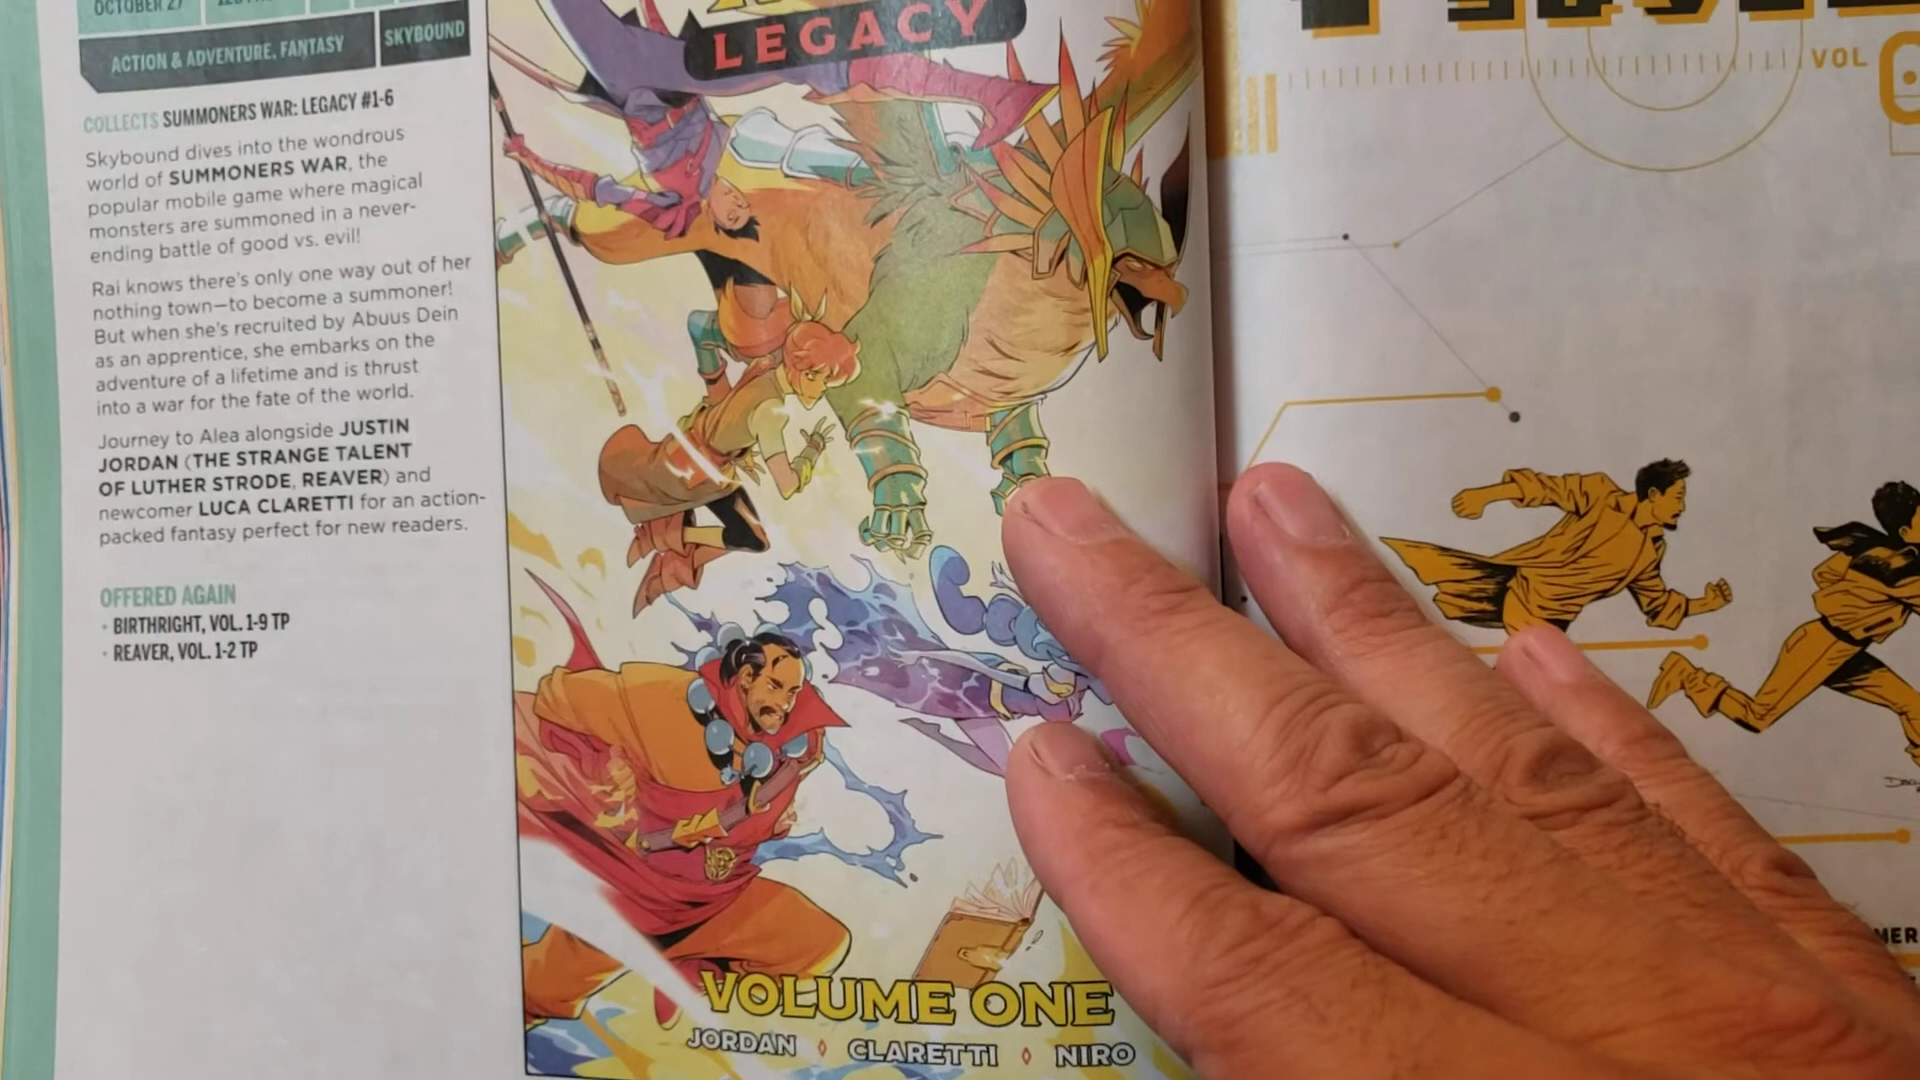 OCTOBER 27
ACTION & ADVENTURE, FANTASY
SKYBOUND
COLLECTS SUMMONERS WAR: LEGACY #1-6
Skybound dives into the wondrous
world of SUMMONERS WAR, the
popular mobile game where magical
monsters are summoned in a never-
ending battle of good vs. evil!
Rai knows there's only one way out of her
nothing town—to become a summoner!
But when she's recruited by Abuus Dein
as an apprentice, she embarks on the
adventure of a lifetime and is thrust
into a war for the fate of the world.
Journey to Alea alongside JUSTIN
JORDAN (THE STRANGE TALENT
OF LUTHER STRODE, REAVER) and
newcomer LUCA CLARETTI for an action-
packed fantasy perfect for new readers.
OFFERED AGAIN
• BIRTHRIGHT, VOL. 1-9 TP
• REAVER, VOL. 1-2 TP
LEGACY
VOLUME ONE
JORDAN ◊ CLARETTI ◊ NIRO
VOL
MER